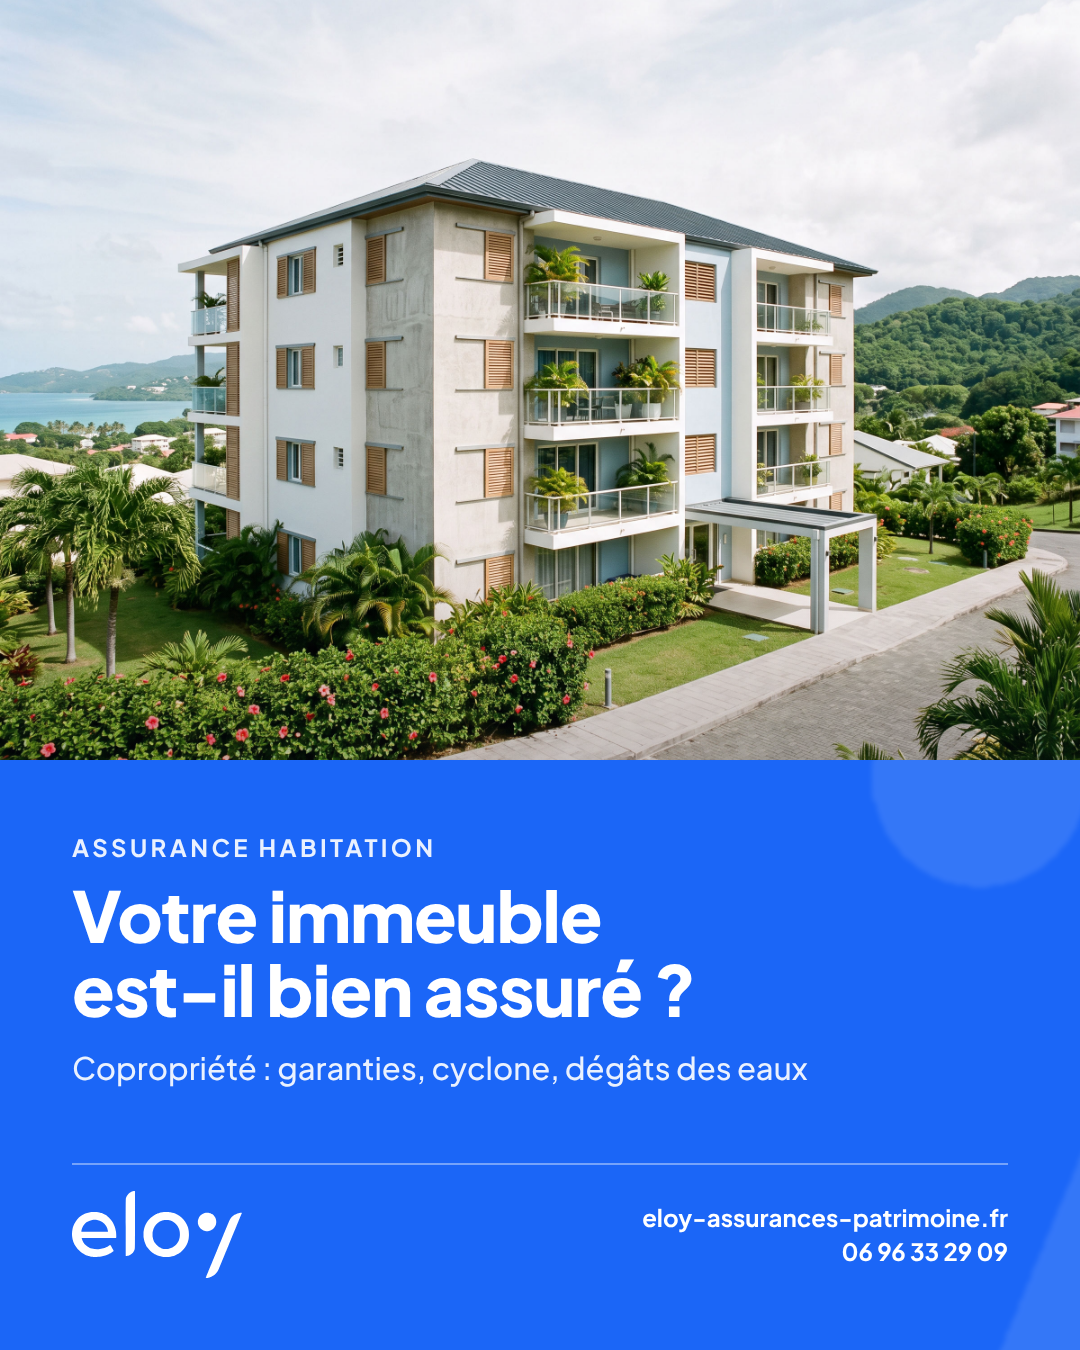 ASSURANCE HABITATION
Votre immeuble
est-il bien assuré ?
Copropriété : garanties, cyclone, dégâts des eaux
eloy
eloy-assurances-patrimoine.fr
06 96 33 29 09